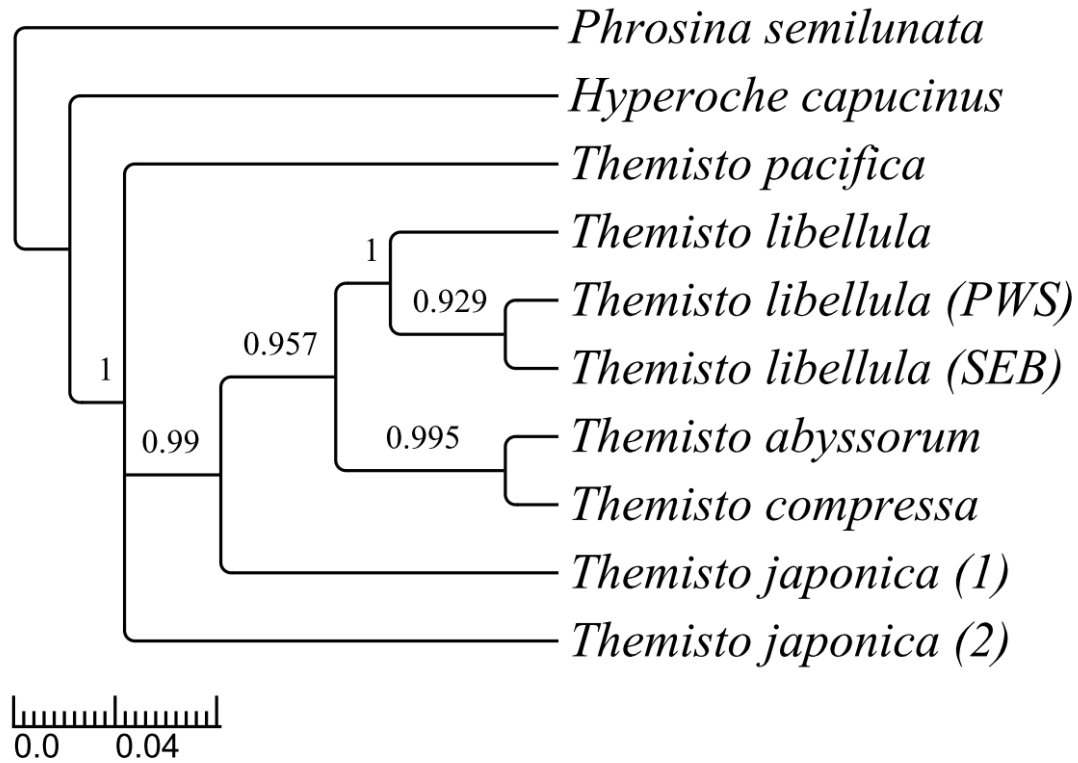 Phrosina semilunata
Hyperoche capucinus
Themisto pacifica
1
Themisto libellula
0.929
Themisto libellula (PWS)
0.957
Themisto libellula (SEB)
1
0.99
0.995
Themisto abyssorum
Themisto compressa
Themisto japonica (1)
Themisto japonica (2)
0.0 0.04